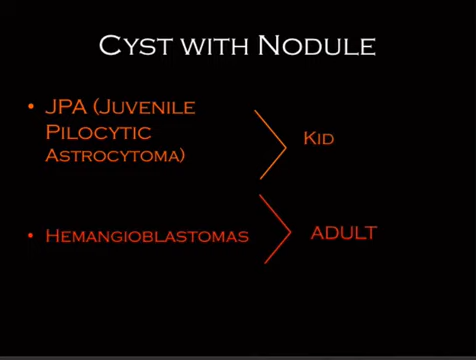 CYST WITH NODULE
• JPA (JUVENILE
PILOCYTIC
ASTROCYTOMA)
KID
• HEMANGIOBLASTOMAS
ADULT